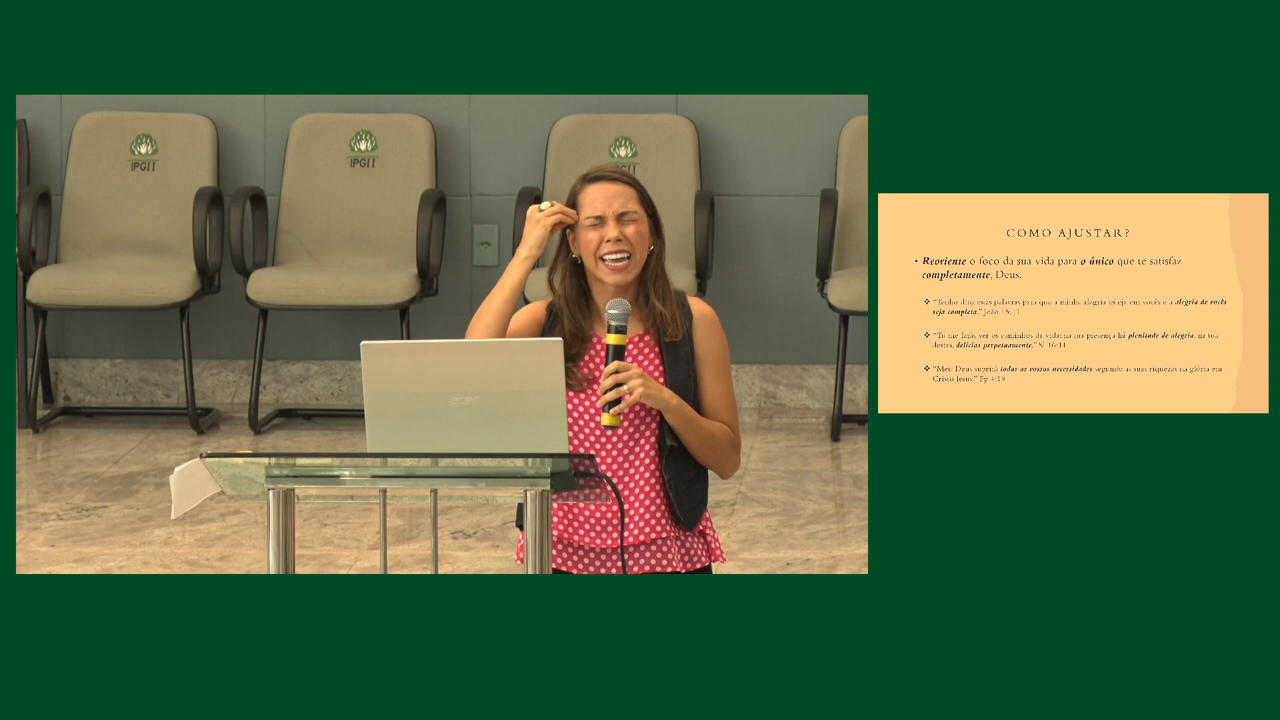 IPGII
IPGII
IPGII
acer
COMO AJUSTAR?
• Reoriente o foco da sua vida para o único que te satisfaz
completamente, Deus.
❖ "Tenho dito estas palavras para que a minha alegria esteja em vocês e a alegria de vocês
seja completa." João 15:11
❖ "Tu me farás ver os caminhos da vida; na tua presença há plenitude de alegria, na tua
destra, delícias perpetuamente." Sl 16:11
❖ "Meu Deus suprirá todas as vossas necessidades segundo as suas riquezas na glória em
Cristo Jesus." Fp 4:19